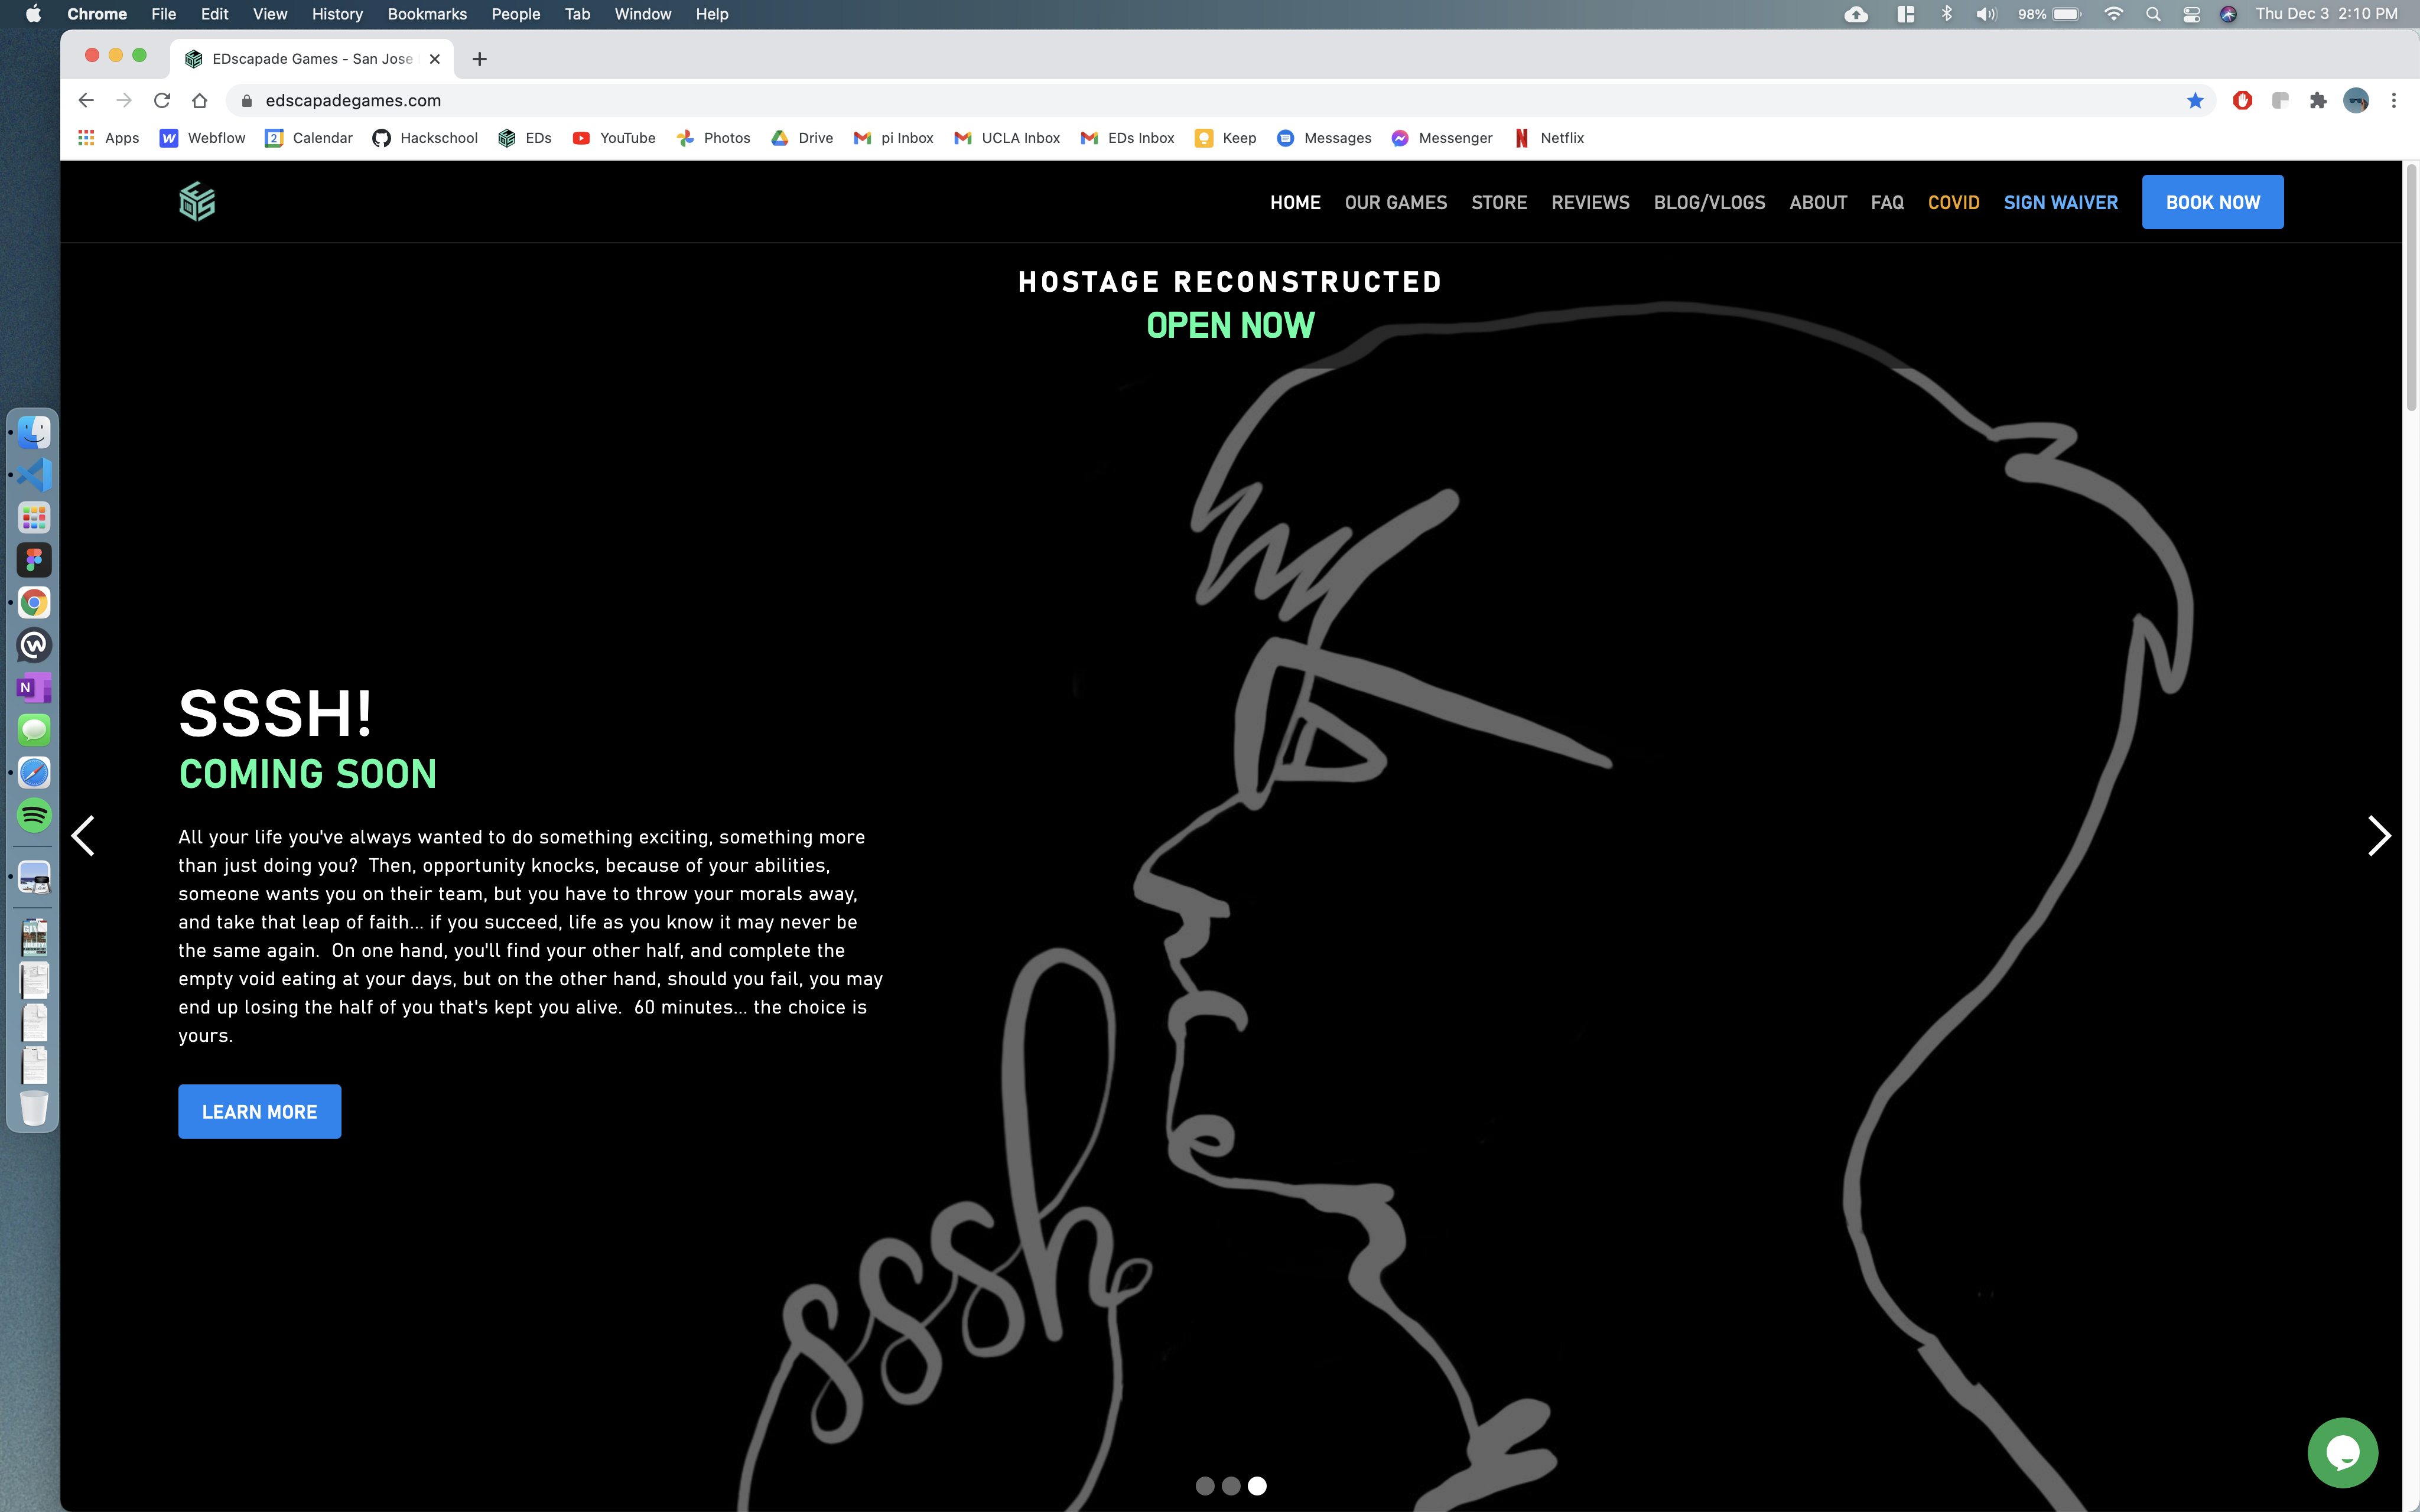 Chrome File Edit View History Bookmarks People Tab Window Help 98% Thu Dec 3 2:10 PM
EDscapade Games - San Jose
edscapadegames.com
Apps Webflow Calendar Hackschool EDs YouTube Photos Drive pi Inbox UCLA Inbox EDs Inbox Keep Messages Messenger Netflix
HOME OUR GAMES STORE REVIEWS BLOG/VLOGS ABOUT FAQ COVID SIGN WAIVER BOOK NOW
HOSTAGE RECONSTRUCTED
OPEN NOW
SSSH!
COMING SOON
All your life you've always wanted to do something exciting, something more
than just doing you? Then, opportunity knocks, because of your abilities,
someone wants you on their team, but you have to throw your morals away,
and take that leap of faith... if you succeed, life as you know it may never be
the same again. On one hand, you'll find your other half, and complete the
empty void eating at your days, but on the other hand, should you fail, you may
end up losing the half of you that's kept you alive. 60 minutes... the choice is
yours.
LEARN MORE
sssh